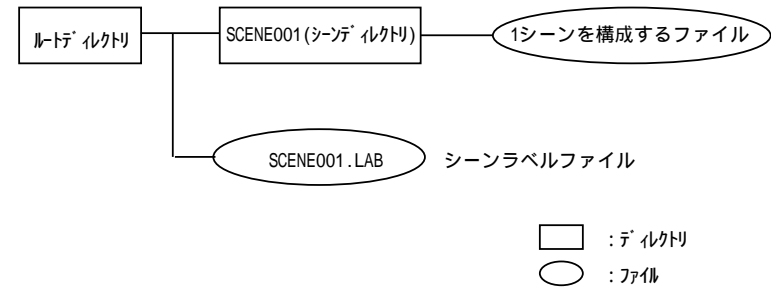 ﾙｰﾄﾃﾞｨﾚｸﾄﾘ
SCENE001(ｼｰﾝﾃﾞｨﾚｸﾄﾘ)
1シーンを構成するファイル
SCENE001.LAB
シーンラベルファイル
:ﾃﾞｨﾚｸﾄﾘ
:ﾌｧｲﾙ